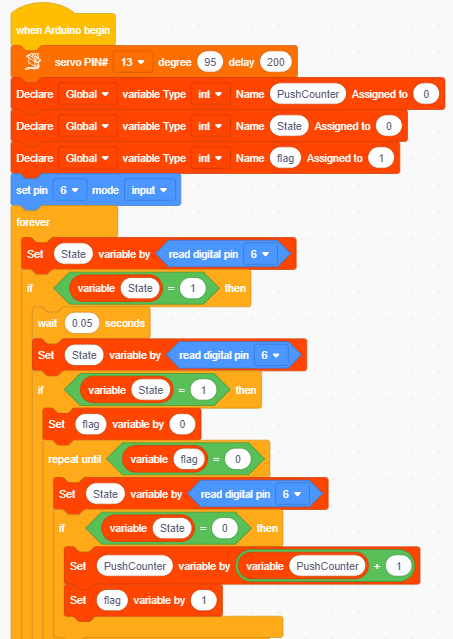 when Arduino begin
servo PIN# 13 degree 95 delay 200
Declare Global variable Type int Name PushCounter Assigned to 0
Declare Global variable Type int Name State Assigned to 0
Declare Global variable Type int Name flag Assigned to 1
set pin 6 mode input
forever
Set State variable by read digital pin 6
if variable State = 1 then
wait 0.05 seconds
Set State variable by read digital pin 6
if variable State = 1 then
Set flag variable by 0
repeat until variable flag = 0
Set State variable by read digital pin 6
if variable State = 0 then
Set PushCounter variable by variable PushCounter + 1
Set flag variable by 1